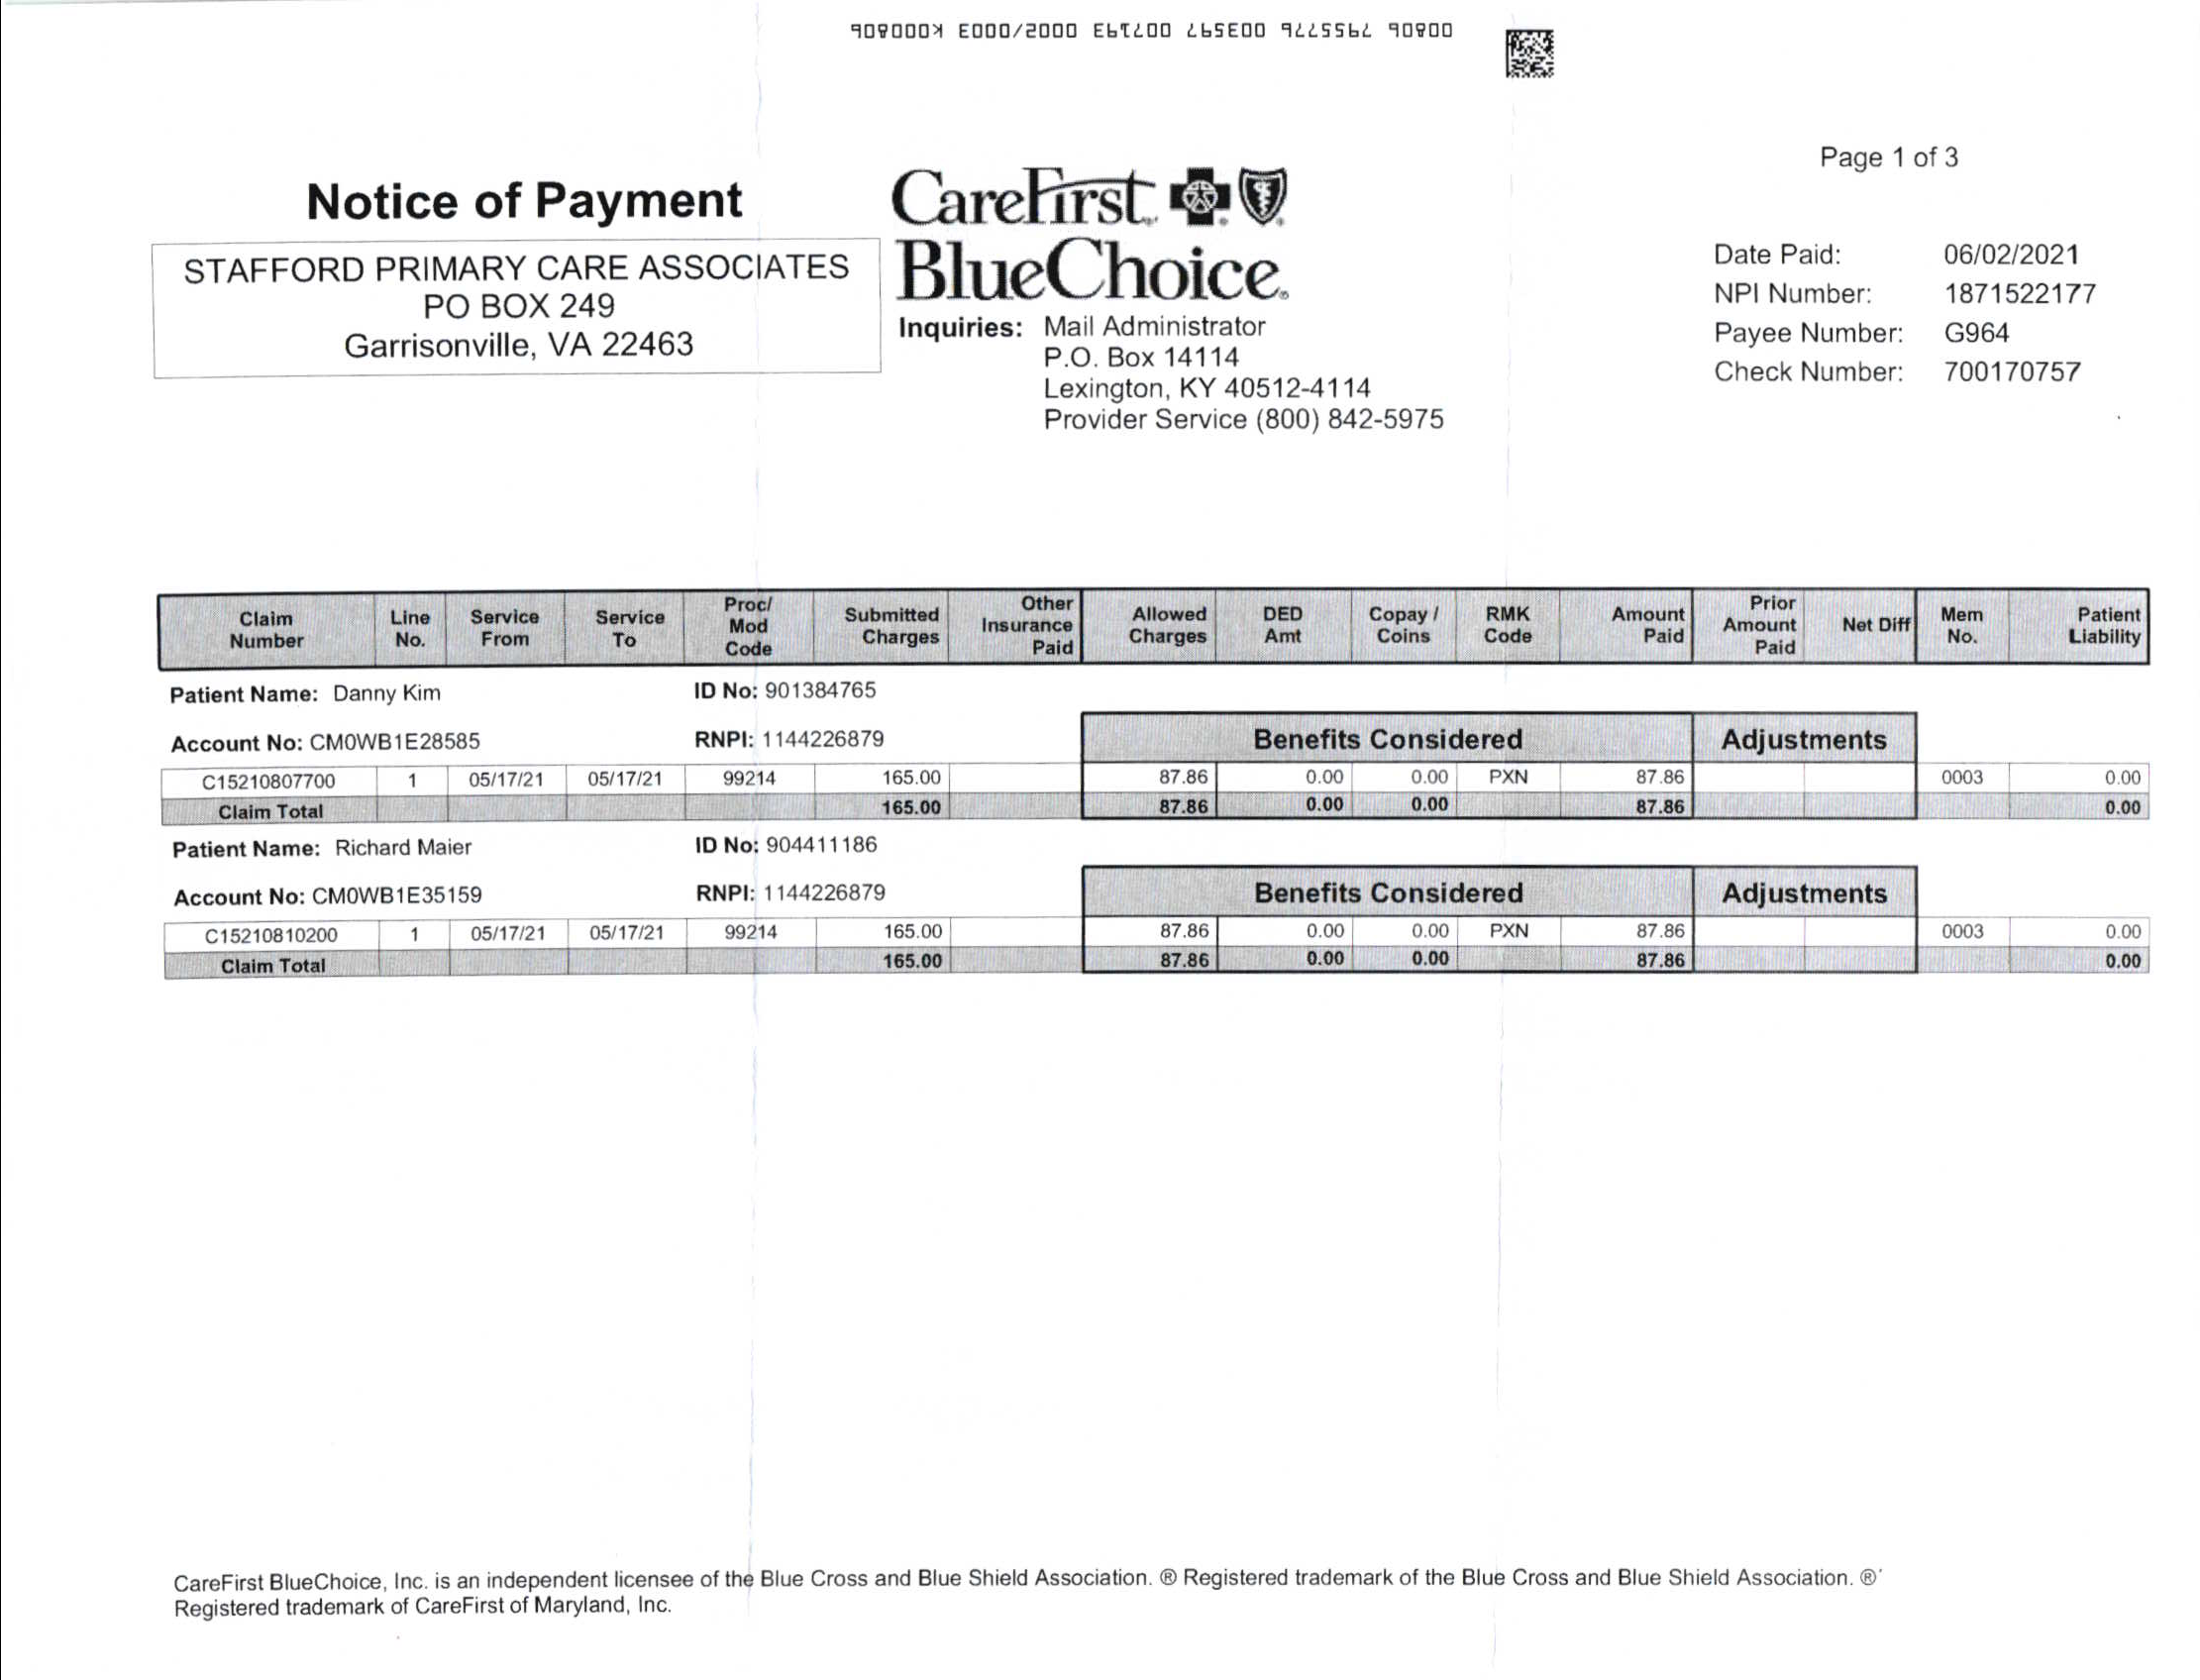 00806 7955776 003597 007193 0002/0003 K000806
Page 1 of 3
Notice of Payment
STAFFORD PRIMARY CARE ASSOCIATES
PO BOX 249
Garrisonville, VA 22463
CareFirst
BlueChoice®
Inquiries: Mail Administrator
P.O. Box 14114
Lexington, KY 40512-4114
Provider Service (800) 842-5975
Date Paid: 06/02/2021
NPI Number: 1871522177
Payee Number: G964
Check Number: 700170757
Claim Number Line No. Service From Service To Proc/ Mod Code Submitted Charges Other Insurance Paid Allowed Charges DED Amt Copay / Coins RMK Code Amount Paid Prior Amount Paid Net Diff Mem No. Patient Liability
Patient Name: Danny Kim ID No: 901384765
Account No: CM0WB1E28585 RNPI: 1144226879 Benefits Considered Adjustments
C15210807700 1 05/17/21 05/17/21 99214 165.00 87.86 0.00 0.00 PXN 87.86 0003 0.00
Claim Total 165.00 87.86 0.00 0.00 87.86 0.00
Patient Name: Richard Maier ID No: 904411186
Account No: CM0WB1E35159 RNPI: 1144226879 Benefits Considered Adjustments
C15210810200 1 05/17/21 05/17/21 99214 165.00 87.86 0.00 0.00 PXN 87.86 0003 0.00
Claim Total 165.00 87.86 0.00 0.00 87.86 0.00
CareFirst BlueChoice, Inc. is an independent licensee of the Blue Cross and Blue Shield Association. ® Registered trademark of the Blue Cross and Blue Shield Association. ®'
Registered trademark of CareFirst of Maryland, Inc.